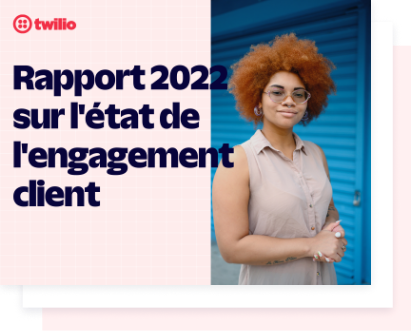 twilio
Rapport 2022
sur l'état de
l'engagement
client